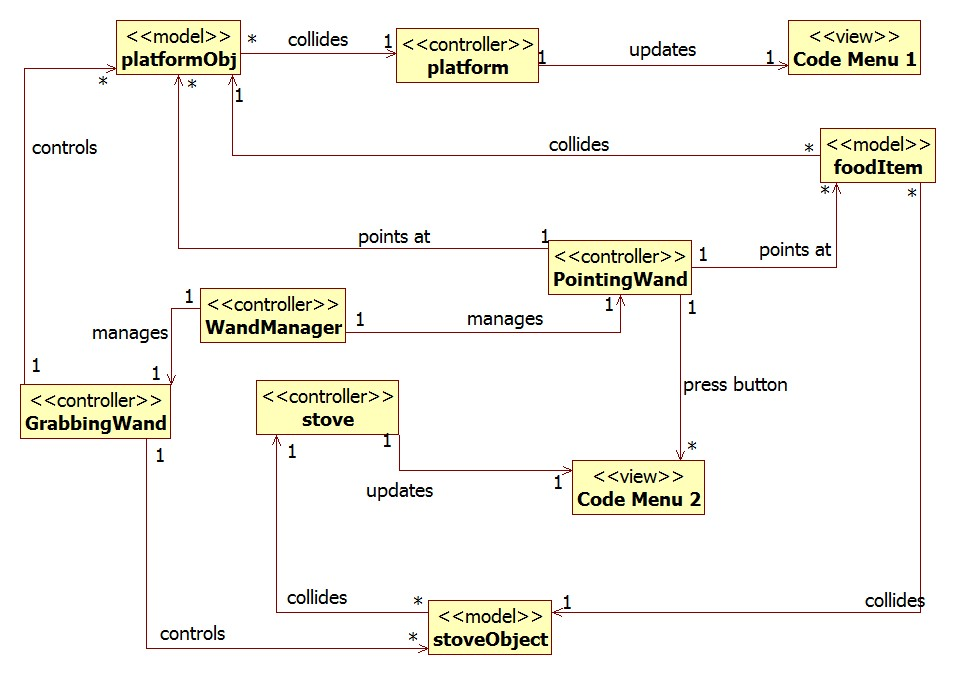 <<model>>
platformObj
*
collides
1
<<controller>>
platform
1
updates
1
<<view>>
Code Menu 1
*
*
1
controls
collides
*
<<model>>
foodItem
*
*
points at
1
<<controller>>
PointingWand
1
points at
1
<<controller>>
WandManager
1
manages
1
1
manages
1
1
<<controller>>
GrabbingWand
1
<<controller>>
stove
1
1
press button
*
updates
1
<<view>>
Code Menu 2
collides
*
<<model>>
stoveObject
1
collides
controls
*